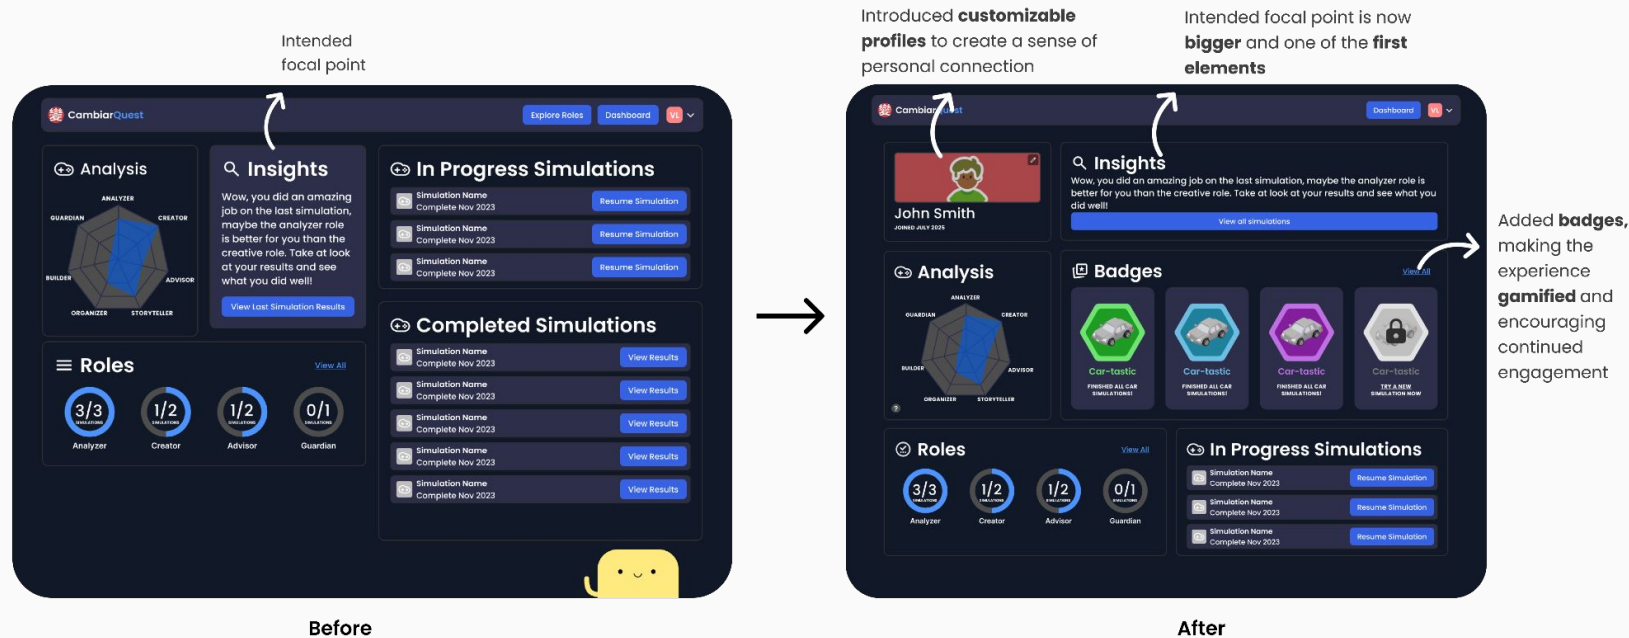 Intended
focal point
CambiarQuest
Explore Roles
Dashboard
VL
Analysis
ANALYZER
GUARDIAN
CREATOR
BUILDER
ADVISOR
ORGANIZER
STORYTELLER
Insights
Wow, you did an amazing
job on the last simulation,
maybe the analyzer role
is better for you than the
creative role. Take at look
at your results and see
what you did well!
View Last Simulation Results
In Progress Simulations
Simulation Name
Complete Nov 2023
Resume Simulation
Simulation Name
Complete Nov 2023
Resume Simulation
Simulation Name
Complete Nov 2023
Resume Simulation
Completed Simulations
Simulation Name
Complete Nov 2023
View Results
Simulation Name
Complete Nov 2023
View Results
Simulation Name
Complete Nov 2023
View Results
Simulation Name
Complete Nov 2023
View Results
Simulation Name
Complete Nov 2023
View Results
Roles
View All
3/3
SIMULATIONS
Analyzer
1/2
SIMULATIONS
Creator
1/2
SIMULATIONS
Advisor
0/1
SIMULATIONS
Guardian
Before
Introduced customizable
profiles to create a sense of
personal connection
Intended focal point is now
bigger and one of the first
elements
CambiarQuest
Dashboard
VL
John Smith
JOINED JULY 2025
Insights
Wow, you did an amazing job on the last simulation, maybe the analyzer role is
better for you than the creative role. Take at look at your results and see what you
did well!
View all simulations
Analysis
ANALYZER
GUARDIAN
CREATOR
BUILDER
ADVISOR
ORGANIZER
STORYTELLER
?
Badges
View All
Car-tastic
FINISHED ALL CAR
SIMULATIONS!
Car-tastic
FINISHED ALL CAR
SIMULATIONS!
Car-tastic
FINISHED ALL CAR
SIMULATIONS!
Car-tastic
TRY A NEW
SIMULATION NOW
Added badges,
making the
experience
gamified and
encouraging
continued
engagement
Roles
View All
3/3
SIMULATIONS
Analyzer
1/2
SIMULATIONS
Creator
1/2
SIMULATIONS
Advisor
0/1
SIMULATIONS
Guardian
In Progress Simulations
Simulation Name
Complete Nov 2023
Resume Simulation
Simulation Name
Complete Nov 2023
Resume Simulation
Simulation Name
Complete Nov 2023
Resume Simulation
After